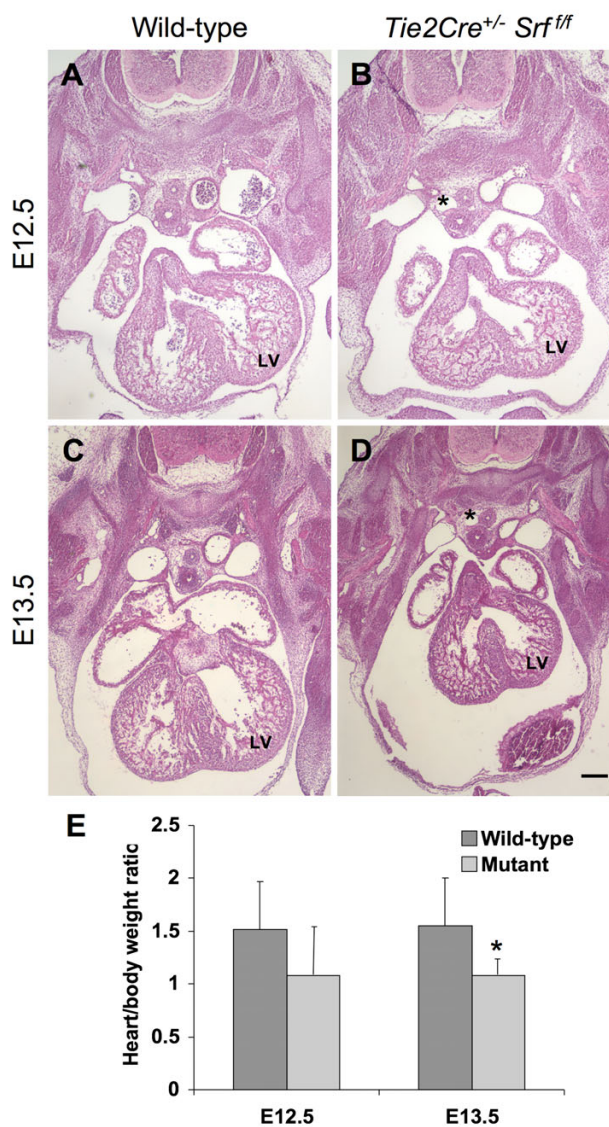 Wild-type
Tie2Cre+/- Srf f/f
A
B
*
E12.5
LV
LV
C
D
*
E13.5
LV
LV
E
2.5
2
1.5
1
0.5
0
Heart/body weight ratio
Wild-type
Mutant
*
E12.5
E13.5